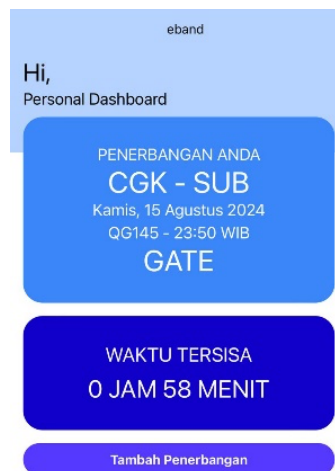 eband
Hi,
Personal Dashboard
PENERBANGAN ANDA
CGK - SUB
Kamis, 15 Agustus 2024
QG145 - 23:50 WIB
GATE
WAKTU TERSISA
0 JAM 58 MENIT
Tambah Penerbangan